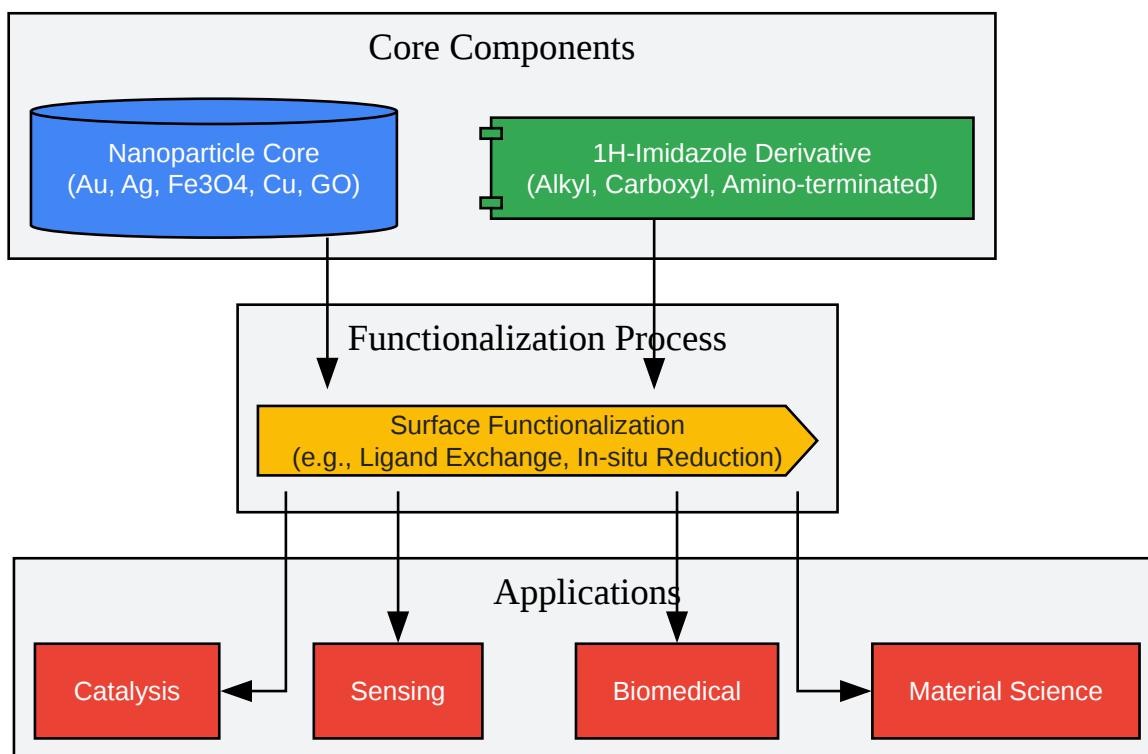 Core Components
Nanoparticle Core
(Au, Ag, Fe3O4, Cu, GO)
1H-Imidazole Derivative
(Alkyl, Carboxyl, Amino-terminated)
Functionalization Process
Surface Functionalization
(e.g., Ligand Exchange, In-situ Reduction)
Applications
Catalysis
Sensing
Biomedical
Material Science